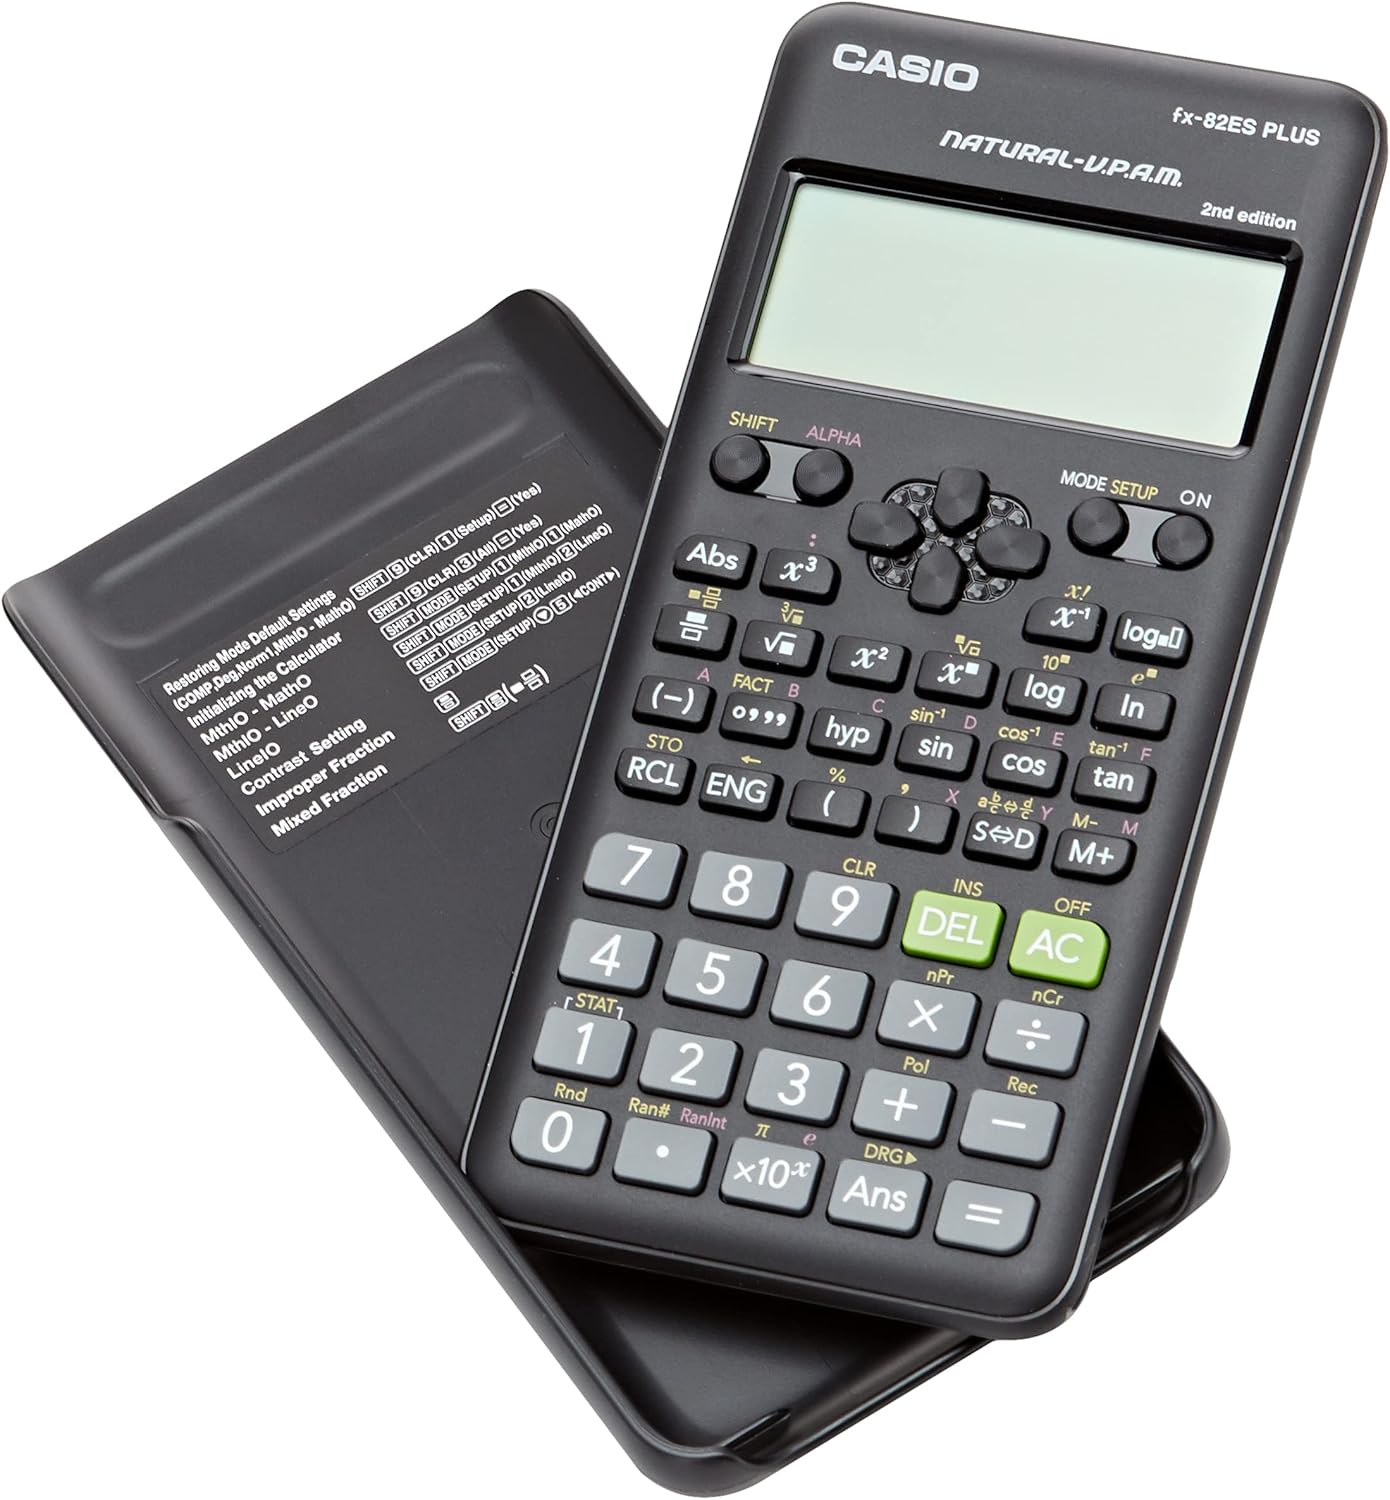 CASIO
fx-82ES PLUS
NATURAL-V.P.A.M.
2nd edition
SHIFT ALPHA
MODE SETUP ON
Abs x³ :
x! x⁻¹ log■▯
■⊟ ³√■ ■√▯ 10■ e■
⊟ √■ x² x■ log ln
A FACT B C sin⁻¹ D cos⁻¹ E tan⁻¹ F
(−) °,,, hyp sin cos tan
STO ← % , X a b/c⇔d/c Y M− M
RCL ENG ( ) S⇔D M+
CLR INS OFF
7 8 9 DEL AC
nPr nCr
4 5 6 × ÷
STAT Pol Rec
1 2 3 + −
Rnd Ran# RanInt π e DRG▶
0 . ×10ˣ Ans =
Restoring Mode Default Settings
(COMP,Deg,Norm1,MthIO - MathO) SHIFT 9 (CLR) 1 (Setup) = (Yes)
Initializing the Calculator SHIFT 9 (CLR) 3 (All) = (Yes)
MthIO - MathO SHIFT MODE (SETUP) 1 (MthIO) 1 (MathO)
MthIO - LineO SHIFT MODE (SETUP) 1 (MthIO) 2 (LineO)
LineIO SHIFT MODE (SETUP) 2 (LineIO)
Contrast Setting SHIFT MODE (SETUP) ▼ 5 (◀CONT▶)
Improper Fraction ⊟
Mixed Fraction SHIFT ⊟ (■⊟)